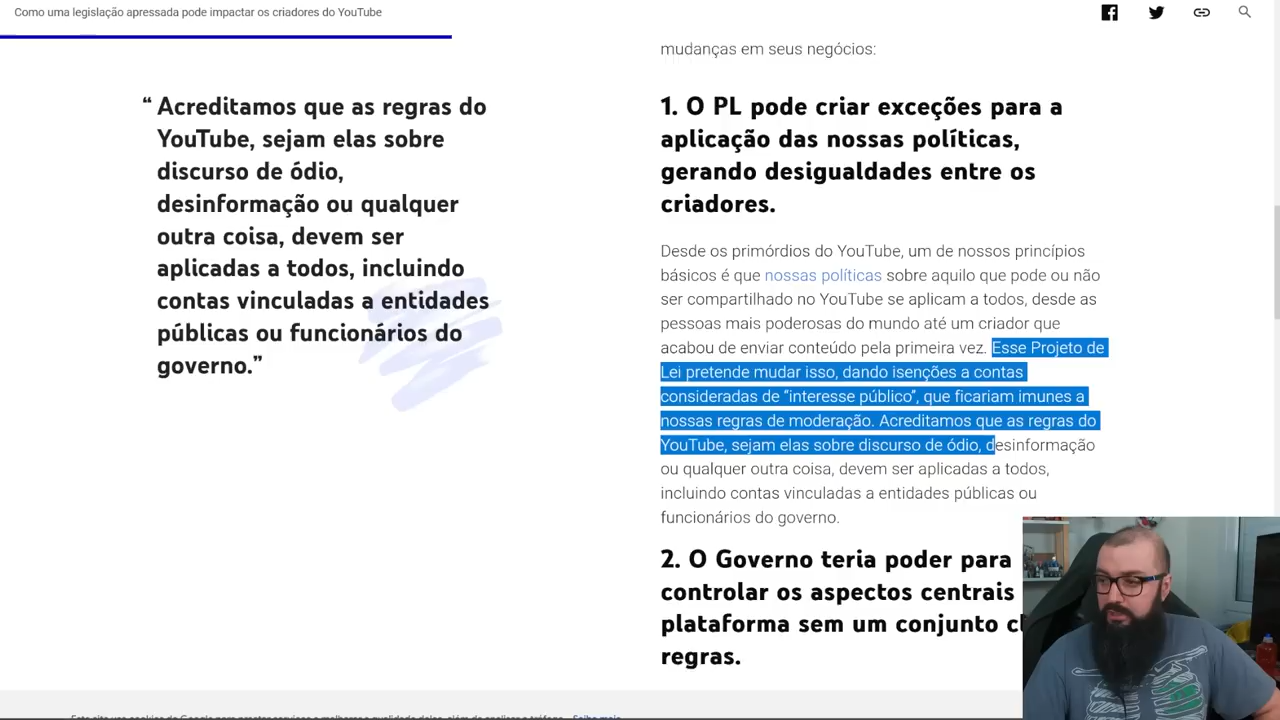 Como uma legislação apressada pode impactar os criadores do YouTube
mudanças em seus negócios:
“ Acreditamos que as regras do
YouTube, sejam elas sobre
discurso de ódio,
desinformação ou qualquer
outra coisa, devem ser
aplicadas a todos, incluindo
contas vinculadas a entidades
públicas ou funcionários do
governo.”
1. O PL pode criar exceções para a
aplicação das nossas políticas,
gerando desigualdades entre os
criadores.
Desde os primórdios do YouTube, um de nossos princípios
básicos é que nossas políticas sobre aquilo que pode ou não
ser compartilhado no YouTube se aplicam a todos, desde as
pessoas mais poderosas do mundo até um criador que
acabou de enviar conteúdo pela primeira vez. Esse Projeto de
Lei pretende mudar isso, dando isenções a contas
consideradas de “interesse público”, que ficariam imunes a
nossas regras de moderação. Acreditamos que as regras do
YouTube, sejam elas sobre discurso de ódio, desinformação
ou qualquer outra coisa, devem ser aplicadas a todos,
incluindo contas vinculadas a entidades públicas ou
funcionários do governo.
2. O Governo teria poder para
controlar os aspectos centrais
plataforma sem um conjunto
regras.